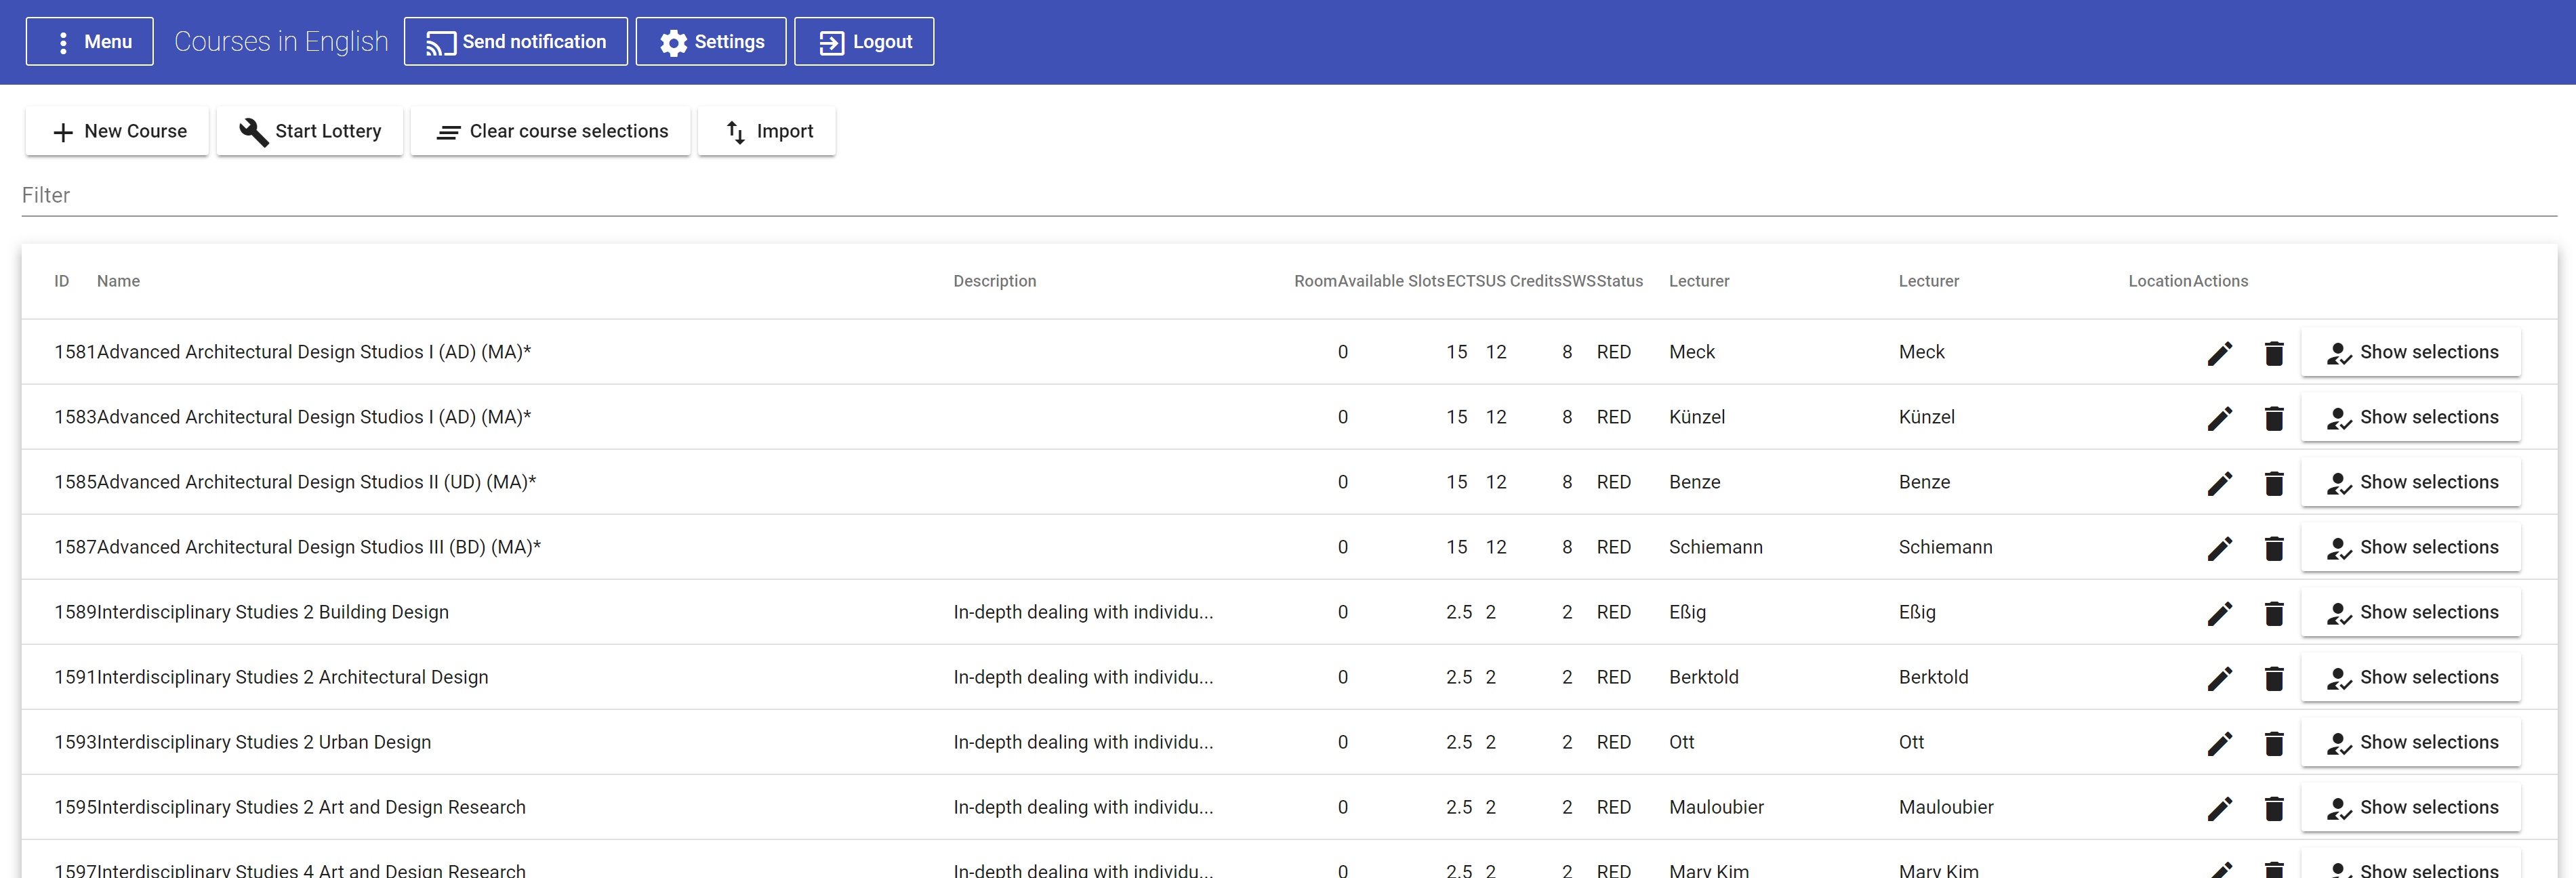 Menu Courses in English Send notification Settings Logout
New Course Start Lottery Clear course selections Import
Filter
ID Name Description Room Available Slots ECTS US Credits SWS Status Lecturer Lecturer Location Actions
1581 Advanced Architectural Design Studios I (AD) (MA)* 0 15 12 8 RED Meck Meck Show selections
1583 Advanced Architectural Design Studios I (AD) (MA)* 0 15 12 8 RED Künzel Künzel Show selections
1585 Advanced Architectural Design Studios II (UD) (MA)* 0 15 12 8 RED Benze Benze Show selections
1587 Advanced Architectural Design Studios III (BD) (MA)* 0 15 12 8 RED Schiemann Schiemann Show selections
1589 Interdisciplinary Studies 2 Building Design In-depth dealing with individu... 0 2.5 2 2 RED Eßig Eßig Show selections
1591 Interdisciplinary Studies 2 Architectural Design In-depth dealing with individu... 0 2.5 2 2 RED Berktold Berktold Show selections
1593 Interdisciplinary Studies 2 Urban Design In-depth dealing with individu... 0 2.5 2 2 RED Ott Ott Show selections
1595 Interdisciplinary Studies 2 Art and Design Research In-depth dealing with individu... 0 2.5 2 2 RED Mauloubier Mauloubier Show selections
1597 Interdisciplinary Studies 4 Art and Design Research In-depth dealing with individu... 0 2.5 2 2 RED Mary Kim Mary Kim Show selections